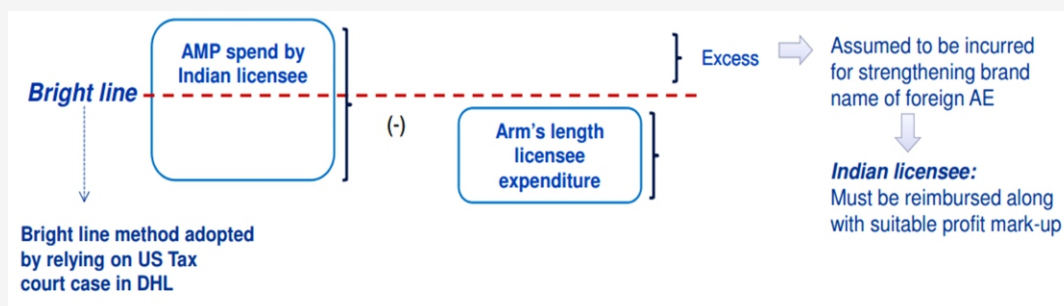 AMP spend by
Indian licensee
Bright line
(-)
Arm's length
licensee
expenditure
Excess
Assumed to be incurred
for strengthening brand
name of foreign AE
Indian licensee:
Must be reimbursed along
with suitable profit mark-up
Bright line method adopted
by relying on US Tax
court case in DHL